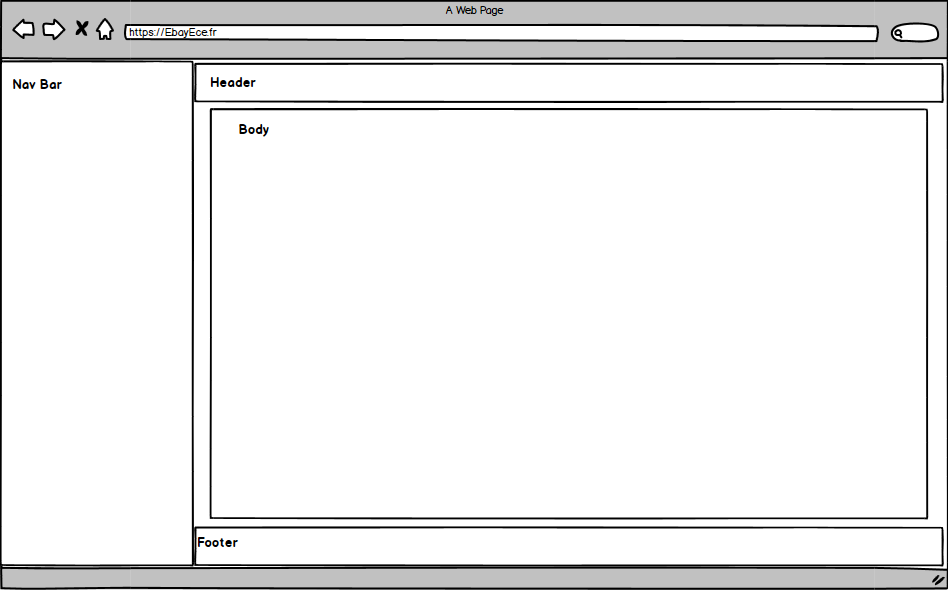 A Web Page
https://EbayEce.fr
Nav Bar
Header
Body
Footer